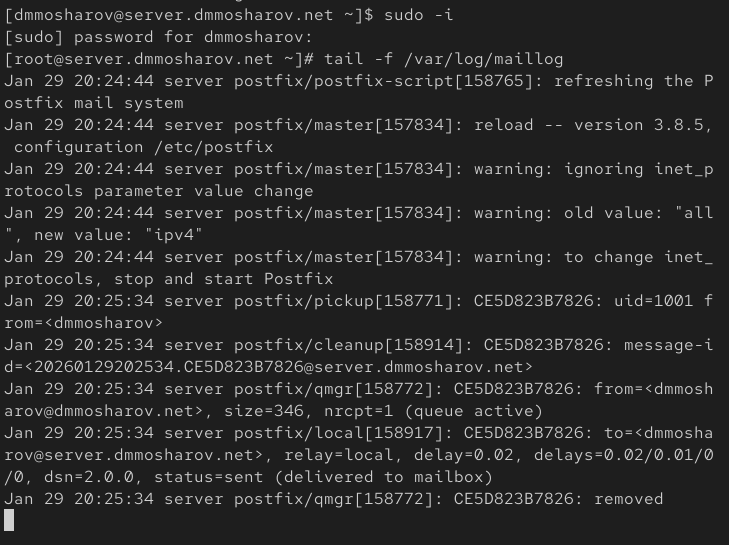 [dmmosharov@server.dmmosharov.net ~]$ sudo -i
[sudo] password for dmmosharov:
[root@server.dmmosharov.net ~]# tail -f /var/log/maillog
Jan 29 20:24:44 server postfix/postfix-script[158765]: refreshing the P
ostfix mail system
Jan 29 20:24:44 server postfix/master[157834]: reload -- version 3.8.5,
 configuration /etc/postfix
Jan 29 20:24:44 server postfix/master[157834]: warning: ignoring inet_p
rotocols parameter value change
Jan 29 20:24:44 server postfix/master[157834]: warning: old value: "all
", new value: "ipv4"
Jan 29 20:24:44 server postfix/master[157834]: warning: to change inet_
protocols, stop and start Postfix
Jan 29 20:25:34 server postfix/pickup[158771]: CE5D823B7826: uid=1001 f
rom=<dmmosharov>
Jan 29 20:25:34 server postfix/cleanup[158914]: CE5D823B7826: message-i
d=<20260129202534.CE5D823B7826@server.dmmosharov.net>
Jan 29 20:25:34 server postfix/qmgr[158772]: CE5D823B7826: from=<dmmosh
arov@dmmosharov.net>, size=346, nrcpt=1 (queue active)
Jan 29 20:25:34 server postfix/local[158917]: CE5D823B7826: to=<dmmosha
rov@server.dmmosharov.net>, relay=local, delay=0.02, delays=0.02/0.01/0
/0, dsn=2.0.0, status=sent (delivered to mailbox)
Jan 29 20:25:34 server postfix/qmgr[158772]: CE5D823B7826: removed